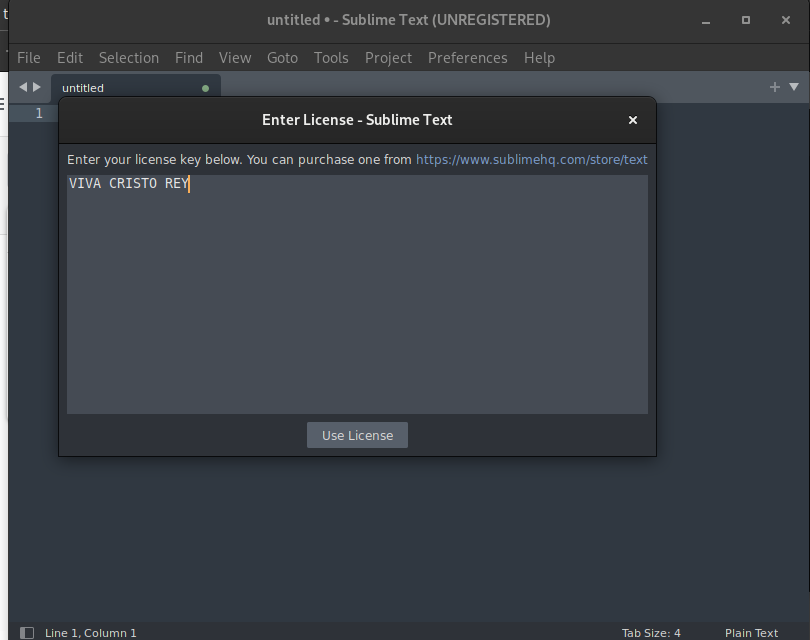 untitled • - Sublime Text (UNREGISTERED)
File Edit Selection Find View Goto Tools Project Preferences Help
untitled
1
Enter License - Sublime Text
Enter your license key below. You can purchase one from https://www.sublimehq.com/store/text
VIVA CRISTO REY
Use License
Line 1, Column 1 Tab Size: 4 Plain Text